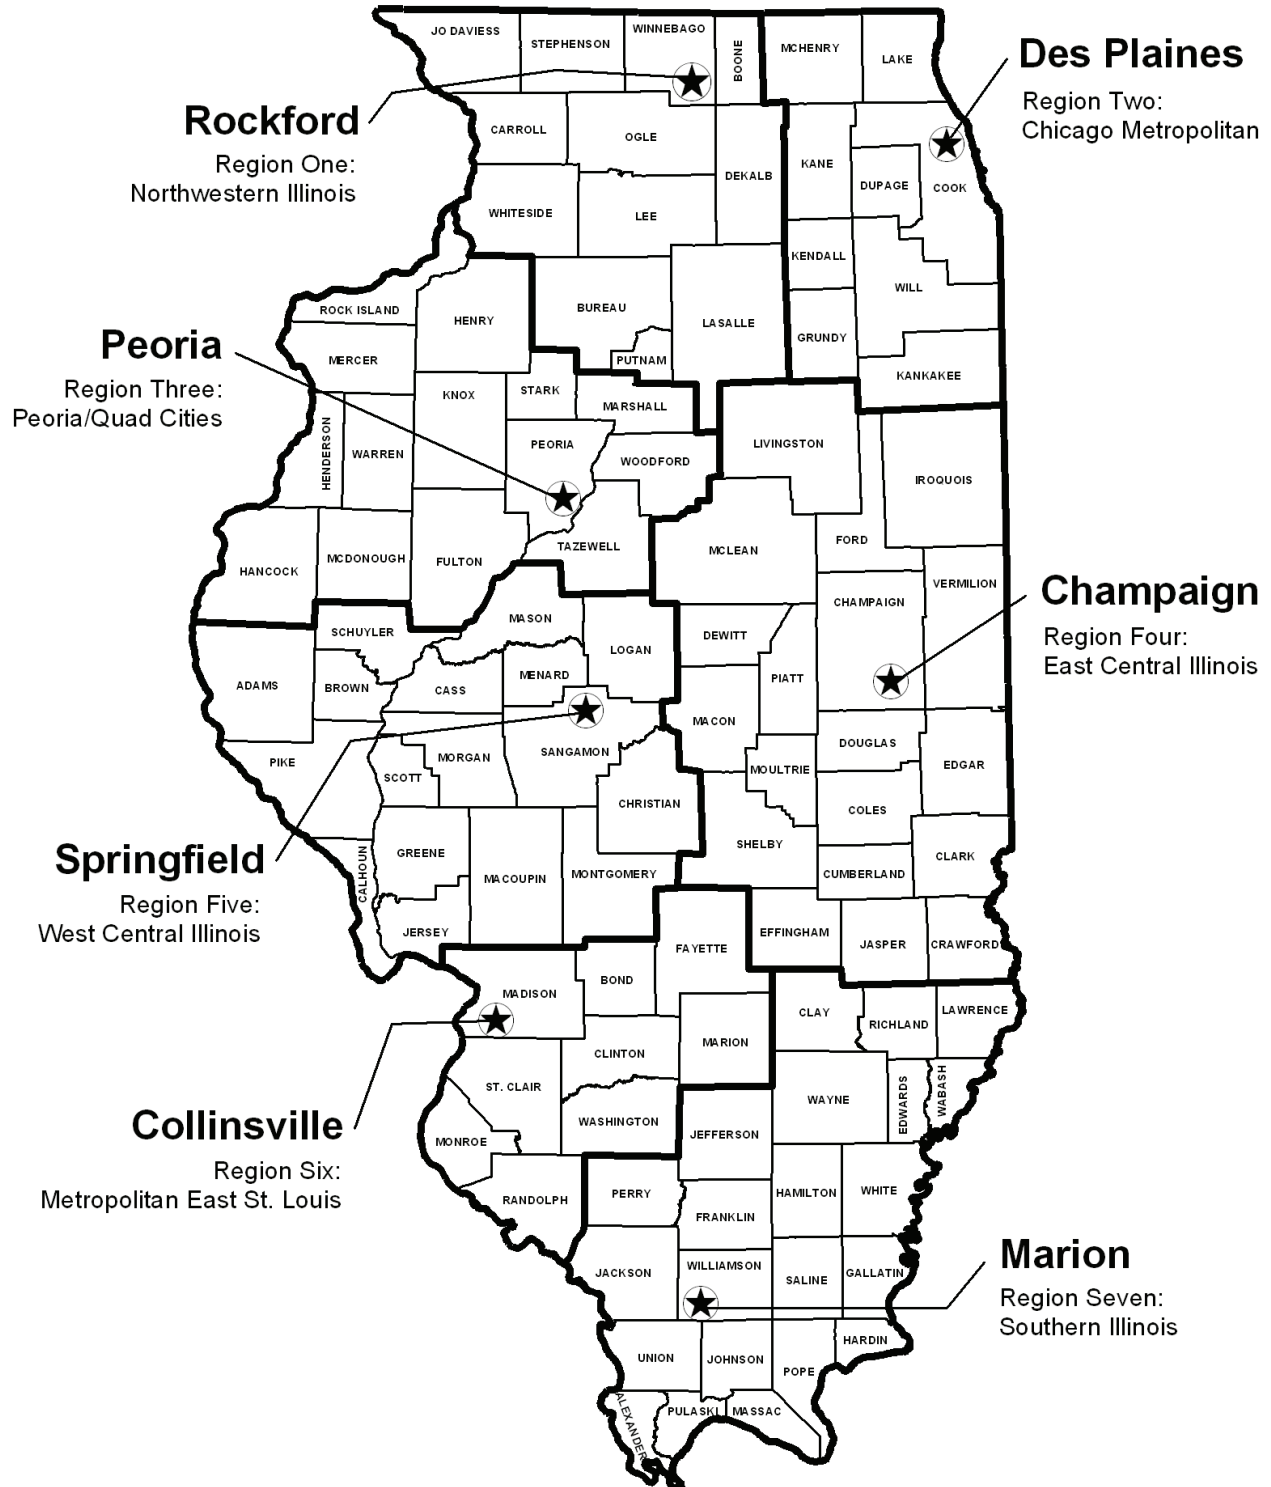 JO DAVIESS
STEPHENSON
WINNEBAGO
BOONE
MCHENRY
LAKE
Des Plaines
Region Two:
Chicago Metropolitan
Rockford
Region One:
Northwestern Illinois
CARROLL
OGLE
DEKALB
KANE
DUPAGE
COOK
WHITESIDE
LEE
KENDALL
WILL
ROCK ISLAND
HENRY
BUREAU
LASALLE
GRUNDY
PUTNAM
KANKAKEE
Peoria
Region Three:
Peoria/Quad Cities
MERCER
KNOX
STARK
MARSHALL
HENDERSON
WARREN
PEORIA
WOODFORD
LIVINGSTON
IROQUOIS
HANCOCK
MCDONOUGH
FULTON
TAZEWELL
MCLEAN
FORD
VERMILION
CHAMPAIGN
Champaign
Region Four:
East Central Illinois
SCHUYLER
MASON
LOGAN
DEWITT
PIATT
ADAMS
BROWN
CASS
MENARD
MACON
PIKE
SCOTT
MORGAN
SANGAMON
CHRISTIAN
MOULTRIE
DOUGLAS
EDGAR
COLES
SHELBY
CUMBERLAND
CLARK
Springfield
Region Five:
West Central Illinois
CALHOUN
GREENE
MACOUPIN
MONTGOMERY
JERSEY
FAYETTE
EFFINGHAM
JASPER
CRAWFORD
MADISON
BOND
CLAY
RICHLAND
LAWRENCE
MARION
CLINTON
ST. CLAIR
WASHINGTON
WAYNE
EDWARDS
WABASH
Collinsville
Region Six:
Metropolitan East St. Louis
MONROE
RANDOLPH
JEFFERSON
PERRY
FRANKLIN
HAMILTON
WHITE
JACKSON
WILLIAMSON
SALINE
GALLATIN
Marion
Region Seven:
Southern Illinois
UNION
JOHNSON
POPE
HARDIN
ALEXANDER
PULASKI
MASSAC